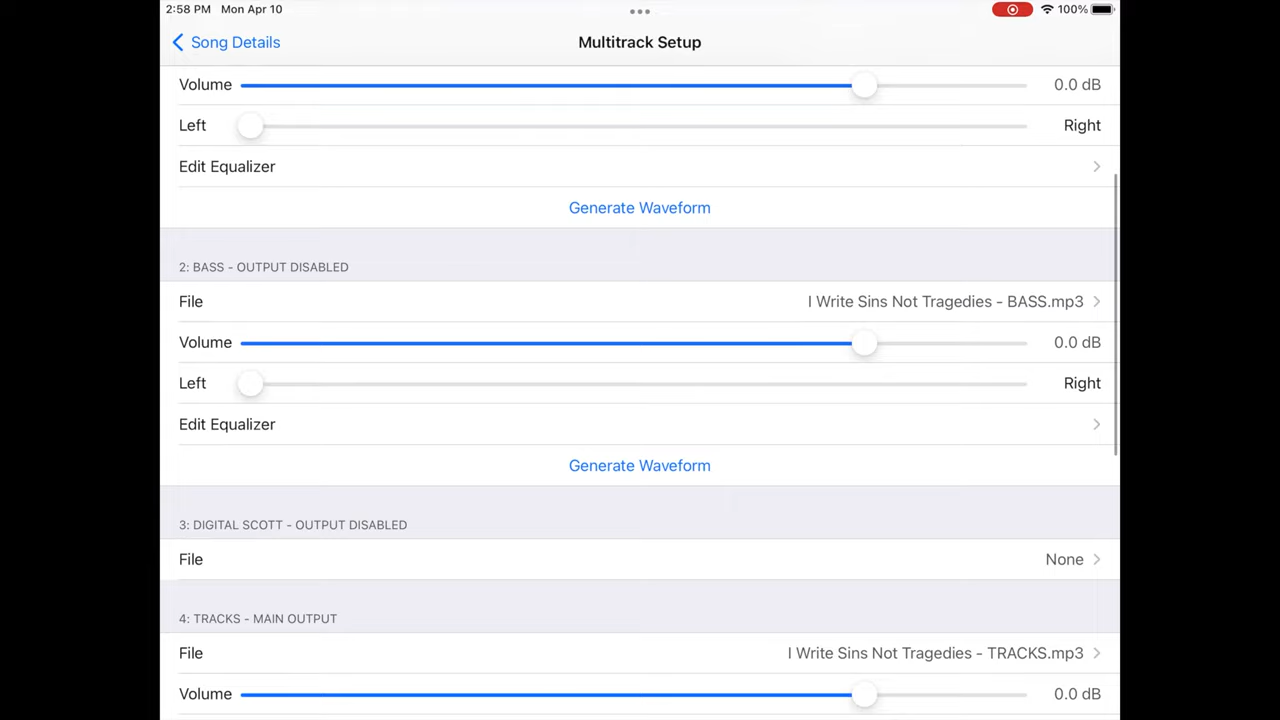 2:58 PM Mon Apr 10 100%
Song Details Multitrack Setup
Volume 0.0 dB
Left Right
Edit Equalizer
Generate Waveform
2: BASS - OUTPUT DISABLED
File I Write Sins Not Tragedies - BASS.mp3
Volume 0.0 dB
Left Right
Edit Equalizer
Generate Waveform
3: DIGITAL SCOTT - OUTPUT DISABLED
File None
4: TRACKS - MAIN OUTPUT
File I Write Sins Not Tragedies - TRACKS.mp3
Volume 0.0 dB